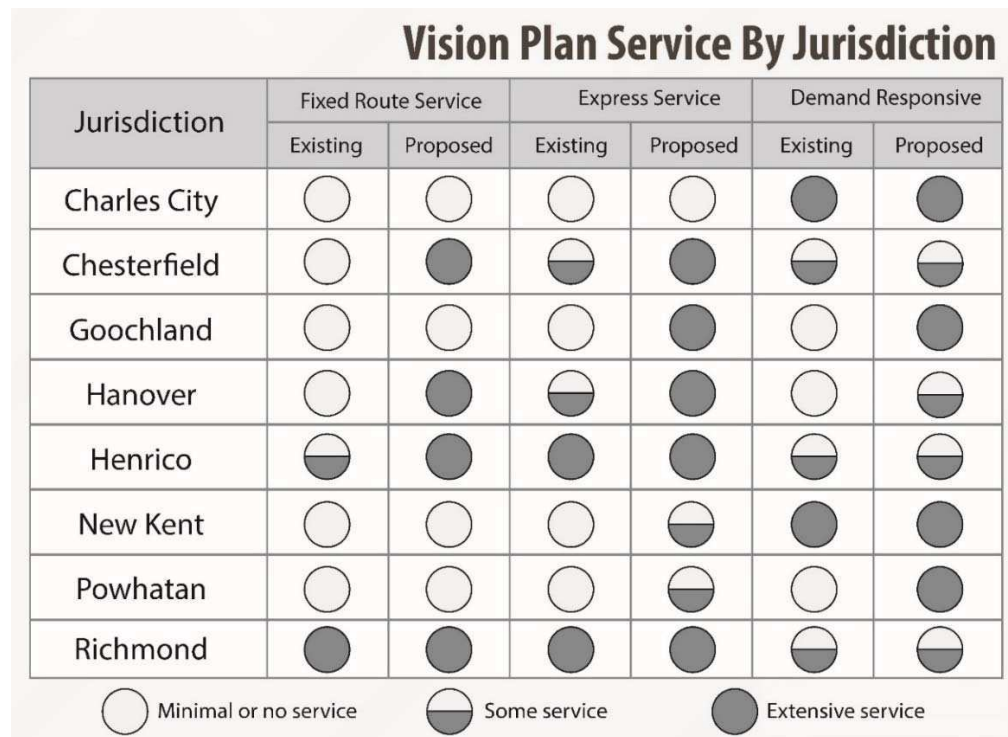 Vision Plan Service By Jurisdiction
Jurisdiction
Fixed Route Service
Express Service
Demand Responsive
Existing
Proposed
Existing
Proposed
Existing
Proposed
Charles City
Chesterfield
Goochland
Hanover
Henrico
New Kent
Powhatan
Richmond
Minimal or no service
Some service
Extensive service